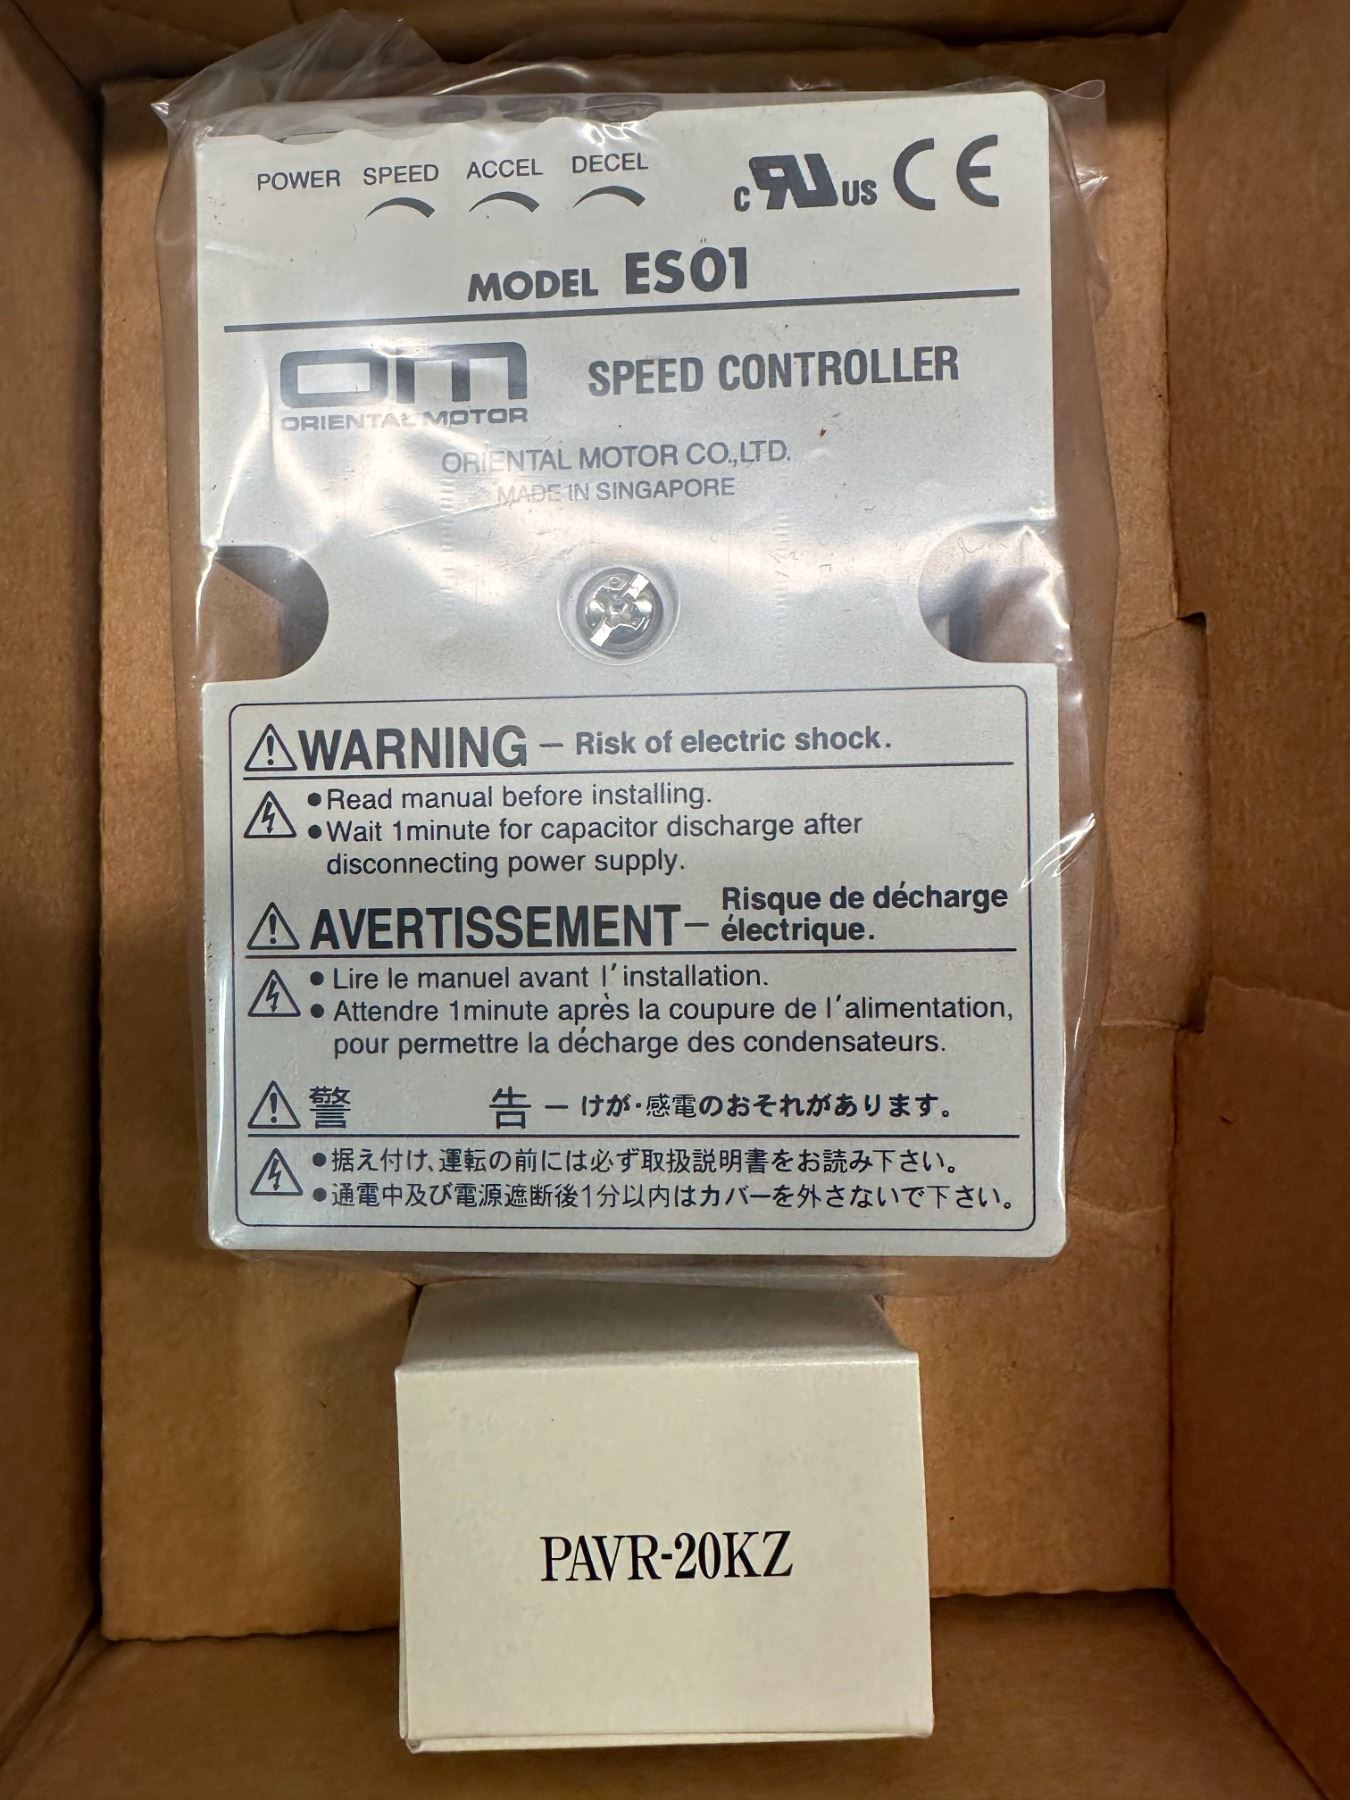 POWER SPEED ACCEL DECEL
c RU US CE
MODEL ES01
OM SPEED CONTROLLER
ORIENTAL MOTOR
ORIENTAL MOTOR CO.,LTD.
MADE IN SINGAPORE
WARNING – Risk of electric shock.
●Read manual before installing.
●Wait 1minute for capacitor discharge after
disconnecting power supply.
AVERTISSEMENT – Risque de décharge
électrique.
● Lire le manuel avant l'installation.
● Attendre 1minute après la coupure de l'alimentation,
pour permettre la décharge des condensateurs.
警 告 – けが・感電のおそれがあります。
●据え付け､運転の前には必ず取扱説明書をお読み下さい。
●通電中及び電源遮断後1分以内はカバーを外さないで下さい。
PAVR-20KZ